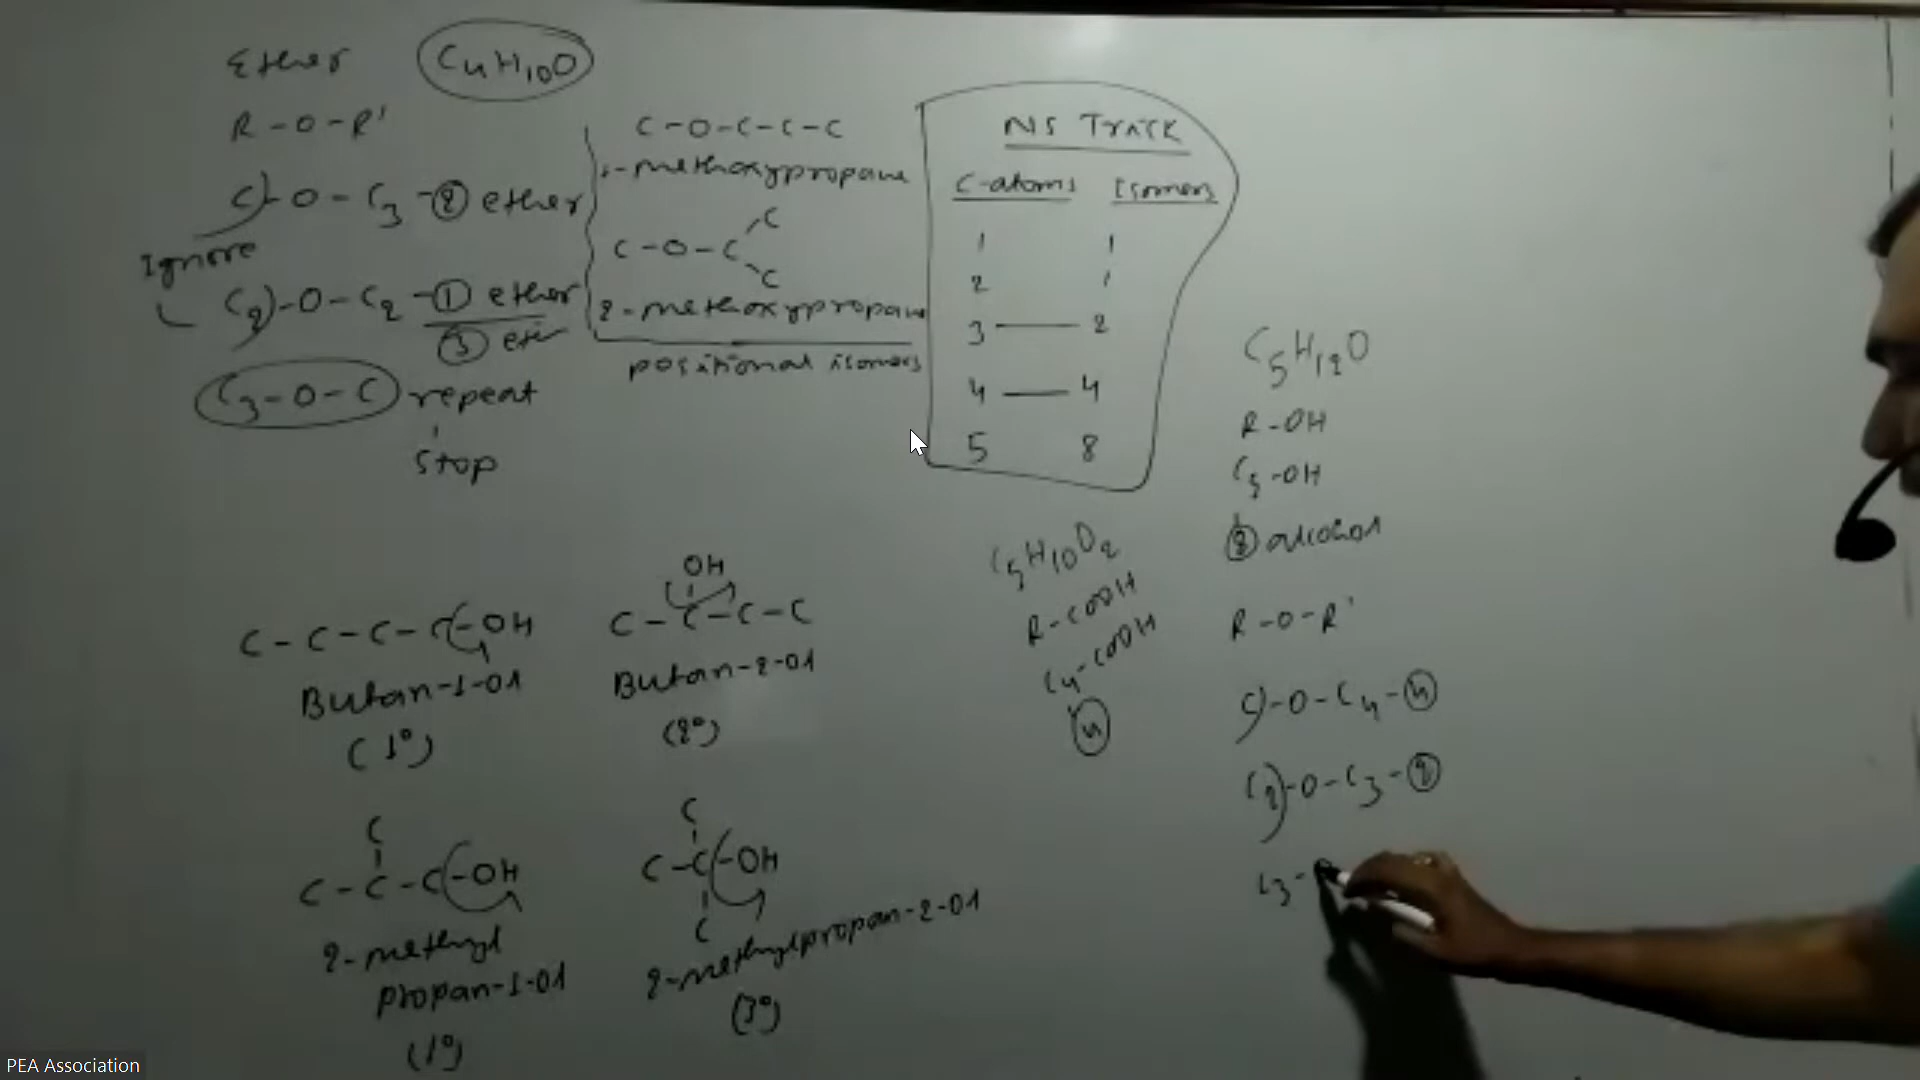 Ether C4H10O
R-O-R'
C)-O-C3-② ether
Ignore
C2)-O-C2-① ether
③ eth
C3-O-C repeat
Stop
C-O-C-C-C
1-methoxypropane
C-O-C
C
C
2-methoxypropane
positional isomers
NS Track
C-atoms Isomers
1 1
2 1
3 — 2
4 — 4
5 8
C-C-C-C-OH
Butan-1-ol
(1°)
OH
C-C-C-C
Butan-2-ol
(2°)
C
C-C-C-OH
2-methyl
propan-1-ol
(1°)
C
C-C-OH
C
2-methylpropan-2-ol
(3°)
C5H10O2
R-COOH
C4-COOH
④
C5H12O
R-OH
C5-OH
⑧ alcohol
R-O-R'
C)-O-C4-④
C2)-O-C3-②
C3-
PEA Association